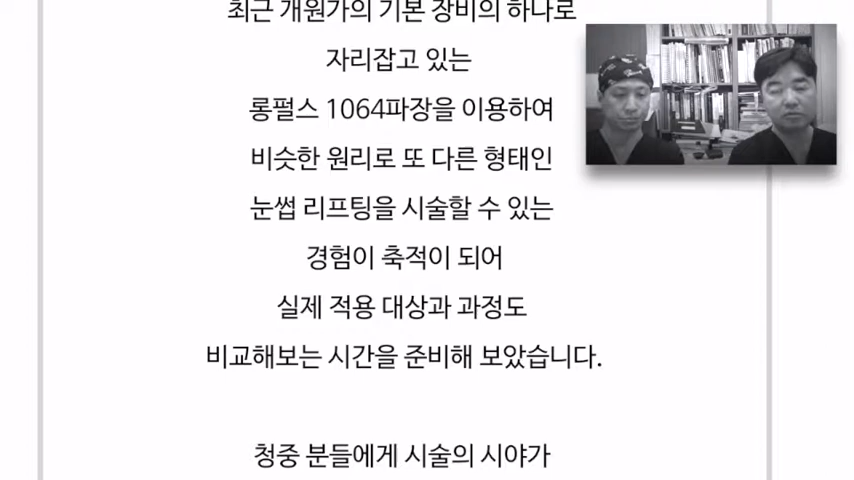 최근 개원가의 기본 장비의 하나로
자리잡고 있는
롱펄스 1064파장을 이용하여
비슷한 원리로 또 다른 형태인
눈썹 리프팅을 시술할 수 있는
경험이 축적이 되어
실제 적용 대상과 과정도
비교해보는 시간을 준비해 보았습니다.
청중 분들에게 시술의 시야가